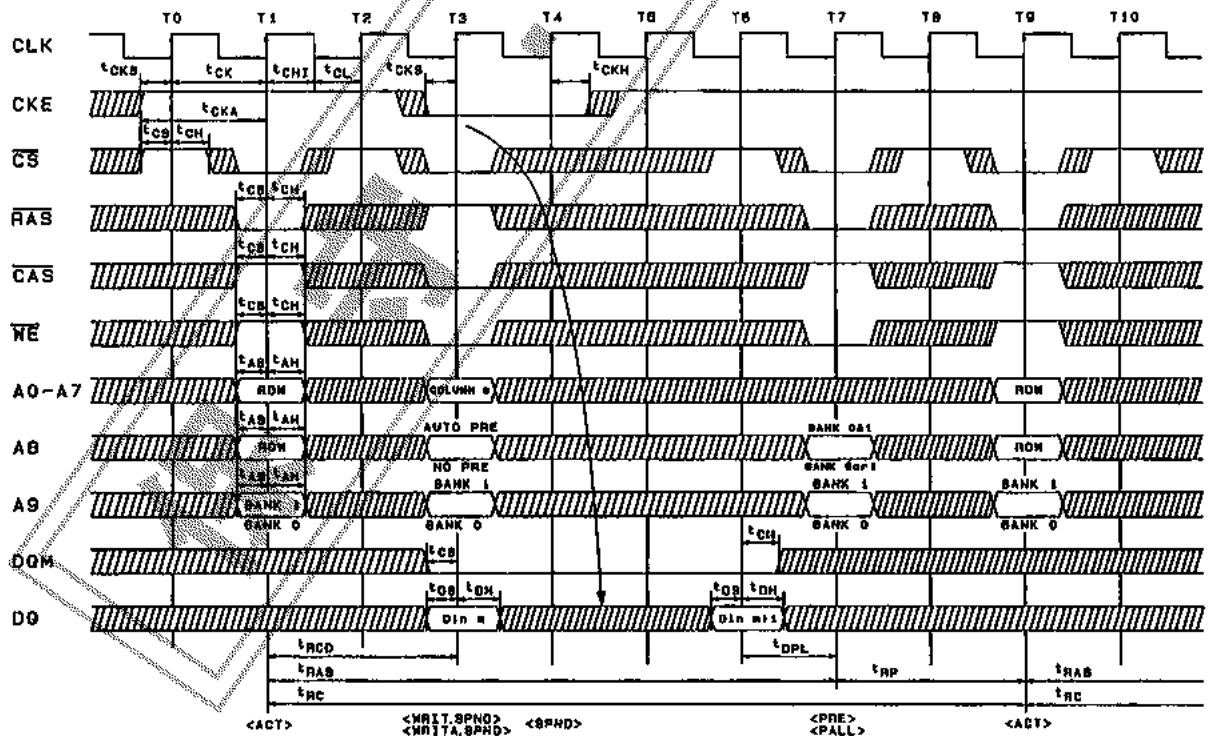 T0 T1 T2 T3 T4 T5 T6 T7 T8 T9 T10
CLK
tCKS tCK tCHI tCL tCKS tCKH
CKE
tCKA
tCS tCH
CS
tCS tCH
RAS
tCS tCH
CAS
tCS tCH
WE
tAS tAH
A0-A7 ROW COLUMN m ROW
tAS tAH AUTO PRE BANK 0&1
A8 ROW ROW
NO PRE BANK 0or1
tAS tAH BANK 1 BANK 1 BANK 1
A9 BANK 1
BANK 0 BANK 0 BANK 0 BANK 0
tCH
DQM tCS
tDS tDH tDS tDH
DQ Din m Din m+1
tRCD tDPL
tRAS tRP tRAS
tRC tRC
<ACT> <WRIT,SPND> <SPND> <PRE> <ACT>
<WRITA,SPND> <PALL>